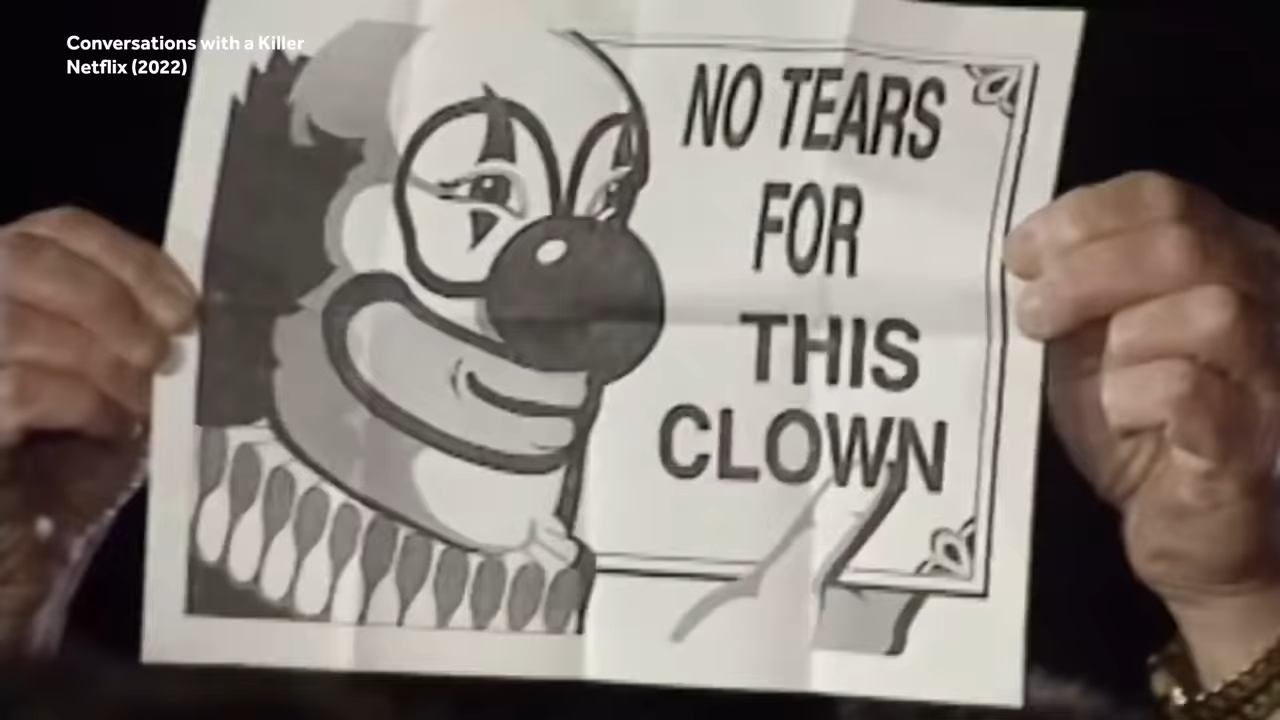 Conversations with a Killer
Netflix (2022)
NO TEARS
FOR
THIS
CLOWN